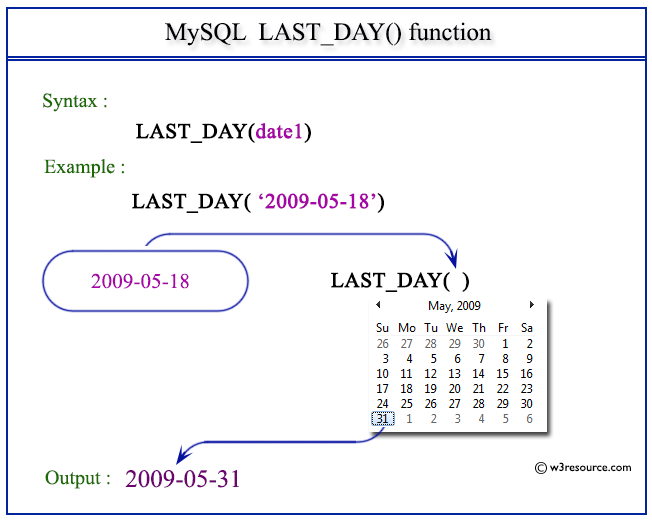 MySQL LAST_DAY() function
Syntax :
LAST_DAY(date1)
Example :
LAST_DAY( ‘2009-05-18’)
2009-05-18
LAST_DAY( )
May, 2009
Su Mo Tu We Th Fr Sa
26 27 28 29 30 1 2
3 4 5 6 7 8 9
10 11 12 13 14 15 16
17 18 19 20 21 22 23
24 25 26 27 28 29 30
31 1 2 3 4 5 6
© w3resource.com
Output : 2009-05-31